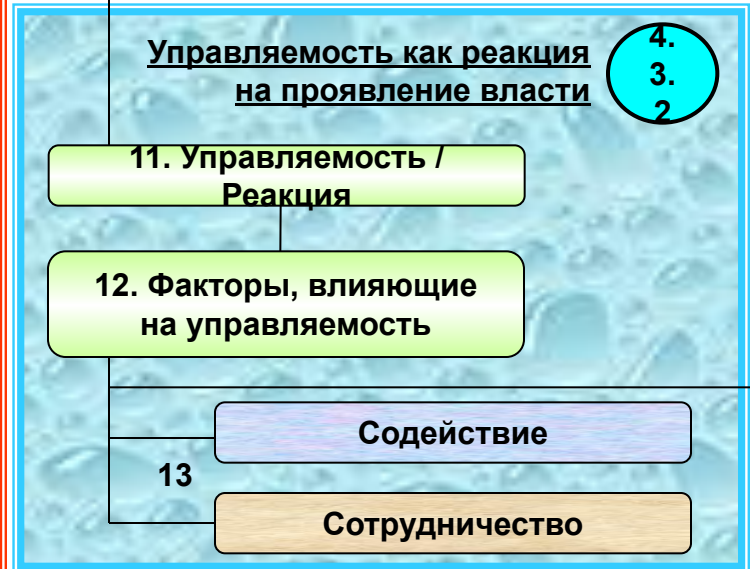 Управляемость как реакция
на проявление власти
4.
3.
2
11. Управляемость /
Реакция
12. Факторы, влияющие
на управляемость
Содействие
13
Сотрудничество